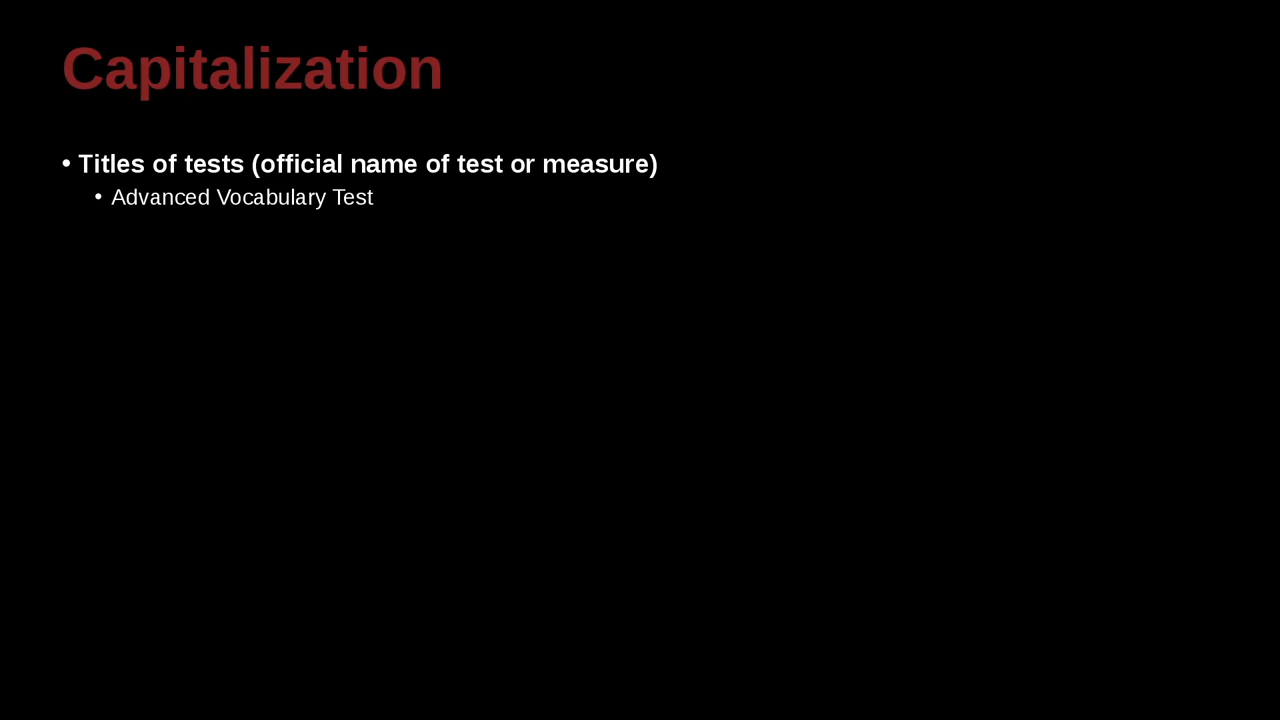 Capitalization
• Titles of tests (official name of test or measure)
• Advanced Vocabulary Test